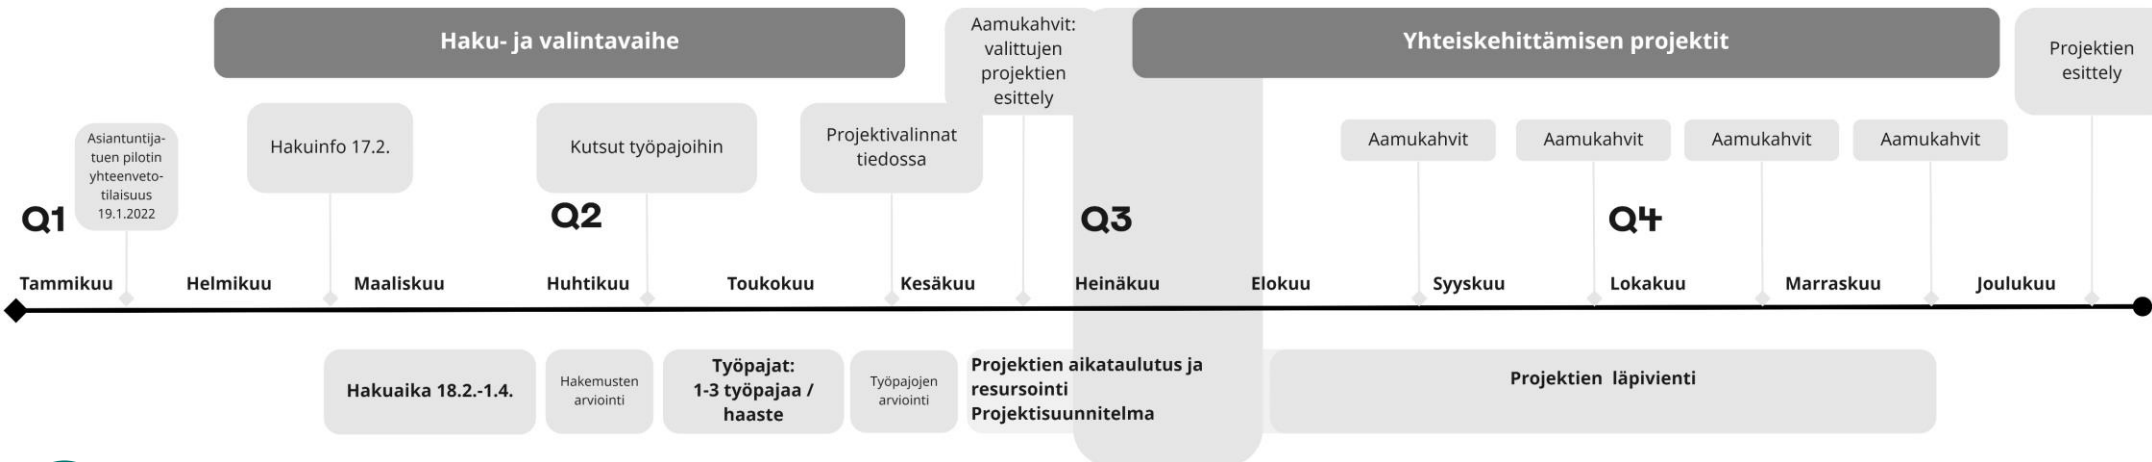 Haku- ja valintavaihe
Aamukahvit:
valittujen
projektien
esittely
Yhteiskehittämisen projektit
Projektien
esittely
Asiantuntija-
tuen pilotin
yhteenveto-
tilaisuus
19.1.2022
Hakuinfo 17.2.
Kutsut työpajoihin
Projektivalinnat
tiedossa
Aamukahvit
Aamukahvit
Aamukahvit
Aamukahvit
Q1
Q2
Q3
Q4
Tammikuu
Helmikuu
Maaliskuu
Huhtikuu
Toukokuu
Kesäkuu
Heinäkuu
Elokuu
Syyskuu
Lokakuu
Marraskuu
Joulukuu
Hakuaika 18.2.-1.4.
Hakemusten
arviointi
Työpajat:
1-3 työpajaa /
haaste
Työpajojen
arviointi
Projektien aikataulutus ja
resursointi
Projektisuunnitelma
Projektien läpivienti